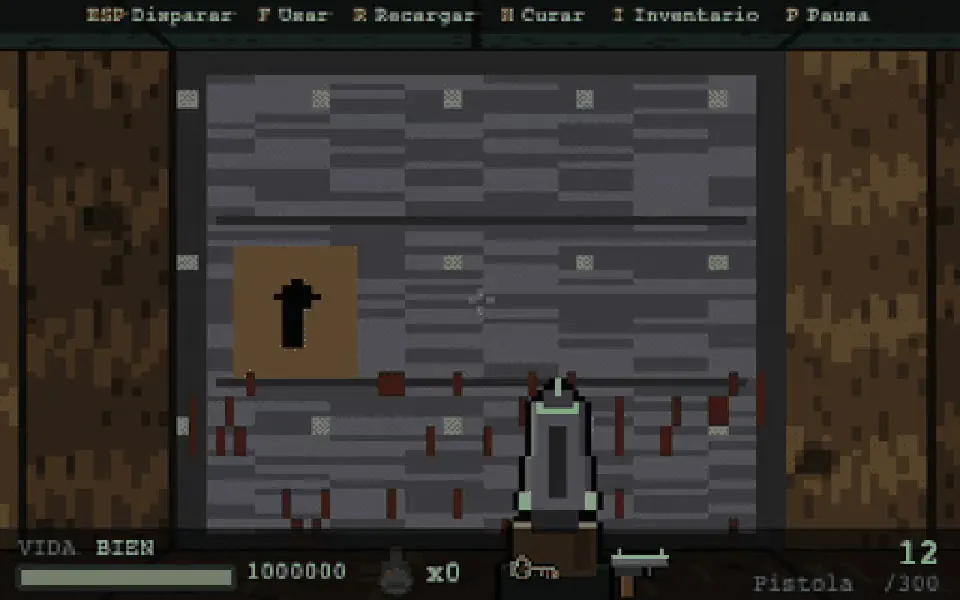 ESP Disparar F Usar R Recargar H Curar I Inventario P Pausa
VIDA BIEN
1000000
x0
12
Pistola /300